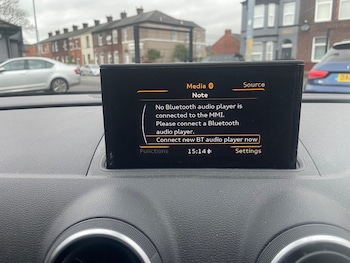 Media
Source
Note
No Bluetooth audio player is
connected to the MMI.
Please connect a Bluetooth
audio player.
Connect new BT audio player now
Functions 15:14 Settings